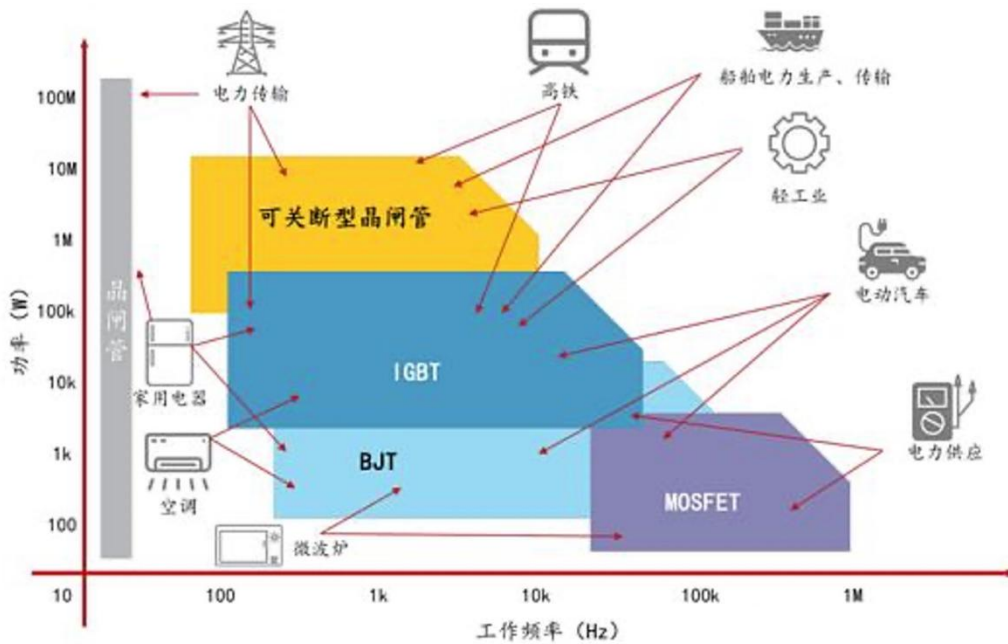 电力传输
高铁
船舶电力生产、传输
轻工业
电动汽车
电力供应
家用电器
空调
微波炉
晶闸管
可关断型晶闸管
IGBT
BJT
MOSFET
功率 (W)
100M
10M
1M
100k
10k
1k
100
10
100
1k
10k
100k
1M
工作频率 (Hz)